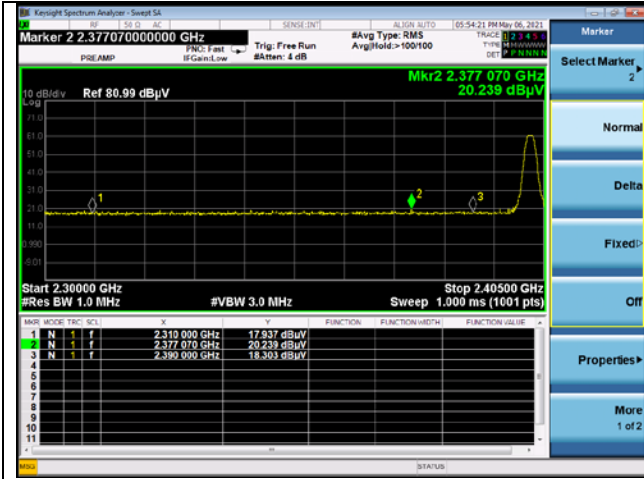 Keysight Spectrum Analyzer - Swept SA
RF 50 Ω AC SENSE:INT ALIGN AUTO 05:54:21 PM May 06, 2021
Marker 2 2.377070000000 GHz
PREAMP
PNO: Fast
IFGain:Low
Trig: Free Run
#Atten: 4 dB
#Avg Type: RMS
Avg|Hold:>100/100
TRACE 1 2 3 4 5 6
TYPE M M W W W W
DET P P N N N N
Marker
Select Marker
2
Normal
Delta
Fixed
Off
Properties
More
1 of 2
Mkr2 2.377 070 GHz
20.239 dBµV
10 dB/div Ref 80.99 dBµV
Log
71.0
61.0
51.0
41.0
31.0
21.0
11.0
0.990
-9.01
1
2
3
Start 2.30000 GHz Stop 2.40500 GHz
#Res BW 1.0 MHz #VBW 3.0 MHz Sweep 1.000 ms (1001 pts)
MKR MODE TRC SCL X Y FUNCTION FUNCTION WIDTH FUNCTION VALUE
1 N 1 f 2.310 000 GHz 17.937 dBµV
2 N 1 f 2.377 070 GHz 20.239 dBµV
3 N 1 f 2.390 000 GHz 18.303 dBµV
4
5
6
7
8
9
10
11
MSG STATUS